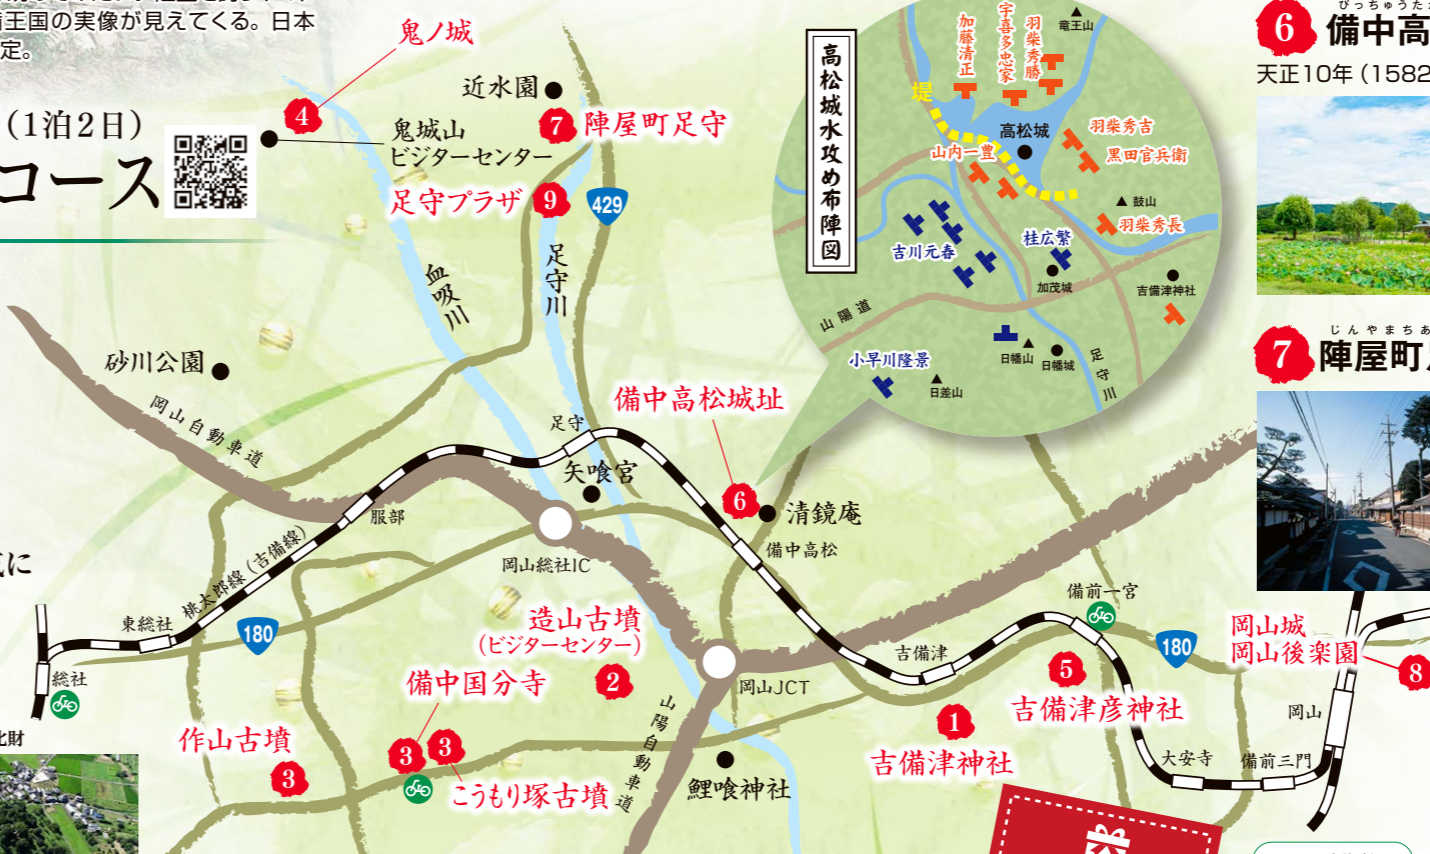 備王国の実像が見えてくる。日本
定。
(1泊2日)
コース
鬼ノ城
4
近水園
鬼城山
ビジターセンター
7
陣屋町足守
足守プラザ
9
429
血吸川
足守川
砂川公園
岡山自動車道
高松城水攻め布陣図
加藤清正
宇喜多忠家
羽柴秀勝
竜王山
堤
高松城
羽柴秀吉
山内一豊
黒田官兵衛
鼓山
羽柴秀長
吉川元春
桂広繁
加茂城
吉備津神社
山陽道
小早川隆景
日幡山
日幡城
日差山
足守川
6
備中高
天正10年(1582
じんやまちあ
7
陣屋町
備中高松城址
足守
矢喰宮
6
清鏡庵
服部
備中高松
岡山総社IC
桃太郎線(吉備線)
に
東総社
180
総社
造山古墳
(ビジターセンター)
2
備前一宮
吉備津
180
岡山城
岡山後楽園
8
備中国分寺
岡山JCT
5
吉備津彦神社
岡山
山陽自動車道
1
吉備津神社
作山古墳
3
3
3
こうもり塚古墳
鯉喰神社
大安寺
備前三門
化財